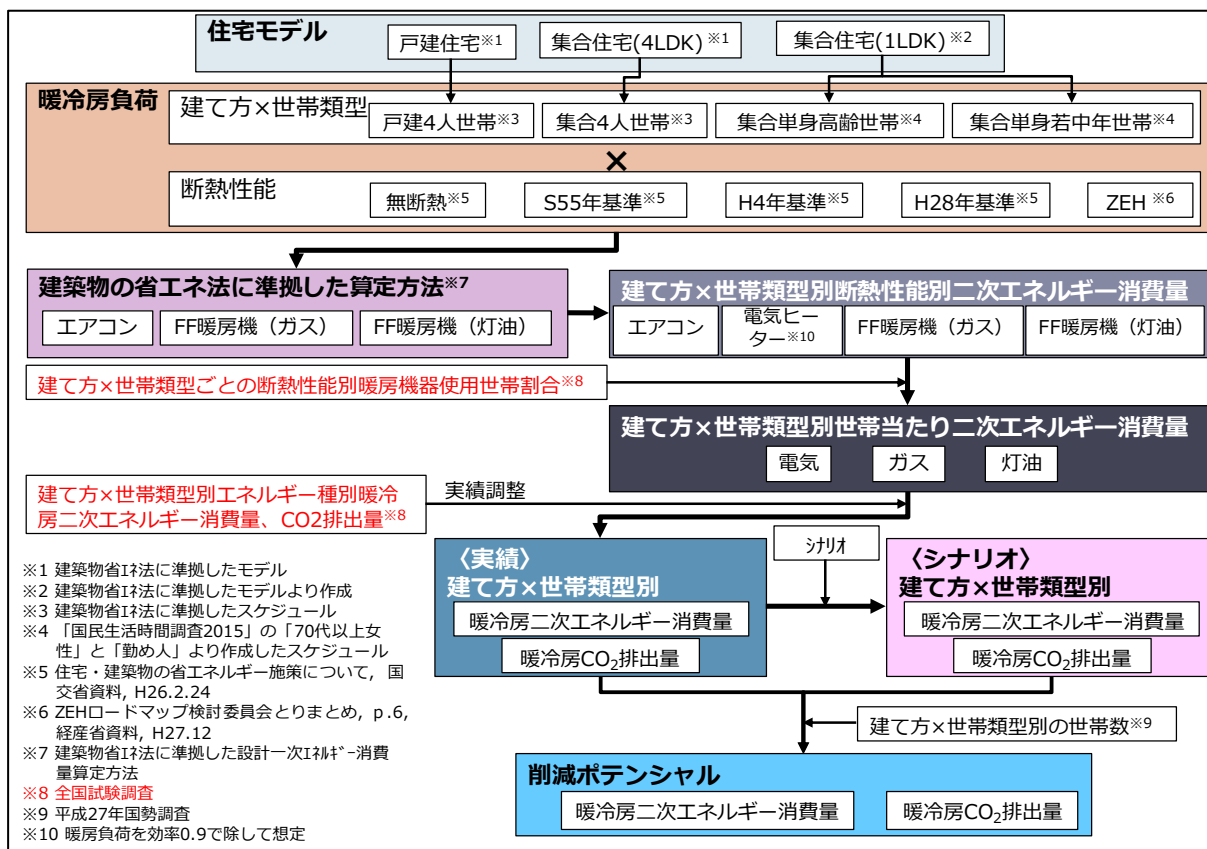 住宅モデル
戸建住宅※1
集合住宅(4LDK)※1
集合住宅(1LDK)※2
暖冷房負荷
建て方×世帯類型
戸建4人世帯※3
集合4人世帯※3
集合単身高齢世帯※4
集合単身若中年世帯※4
×
断熱性能
無断熱※5
S55年基準※5
H4年基準※5
H28年基準※5
ZEH※6
建築物の省エネ法に準拠した算定方法※7
エアコン
FF暖房機（ガス）
FF暖房機（灯油）
建て方×世帯類型別断熱性能別二次エネルギー消費量
エアコン
電気ヒー
ター※10
FF暖房機（ガス）
FF暖房機（灯油）
建て方×世帯類型ごとの断熱性能別暖房機器使用世帯割合※8
建て方×世帯類型別世帯当たり二次エネルギー消費量
電気
ガス
灯油
建て方×世帯類型別エネルギー種別暖冷
房二次エネルギー消費量、CO2排出量※8
実績調整
〈実績〉
建て方×世帯類型別
暖冷房二次エネルギー消費量
暖冷房CO₂排出量
ｼﾅﾘｵ
〈シナリオ〉
建て方×世帯類型別
暖冷房二次エネルギー消費量
暖冷房CO₂排出量
建て方×世帯類型別の世帯数※9
削減ポテンシャル
暖冷房二次エネルギー消費量
暖冷房CO₂排出量
※1 建築物省ｴﾈ法に準拠したモデル
※2 建築物省ｴﾈ法に準拠したモデルより作成
※3 建築物省ｴﾈ法に準拠したスケジュール
※4 「国民生活時間調査2015」の「70代以上女
性」と「勤め人」より作成したスケジュール
※5 住宅・建築物の省エネルギー施策について，国
交省資料, H26.2.24
※6 ZEHロードマップ検討委員会とりまとめ, p.6,
経産省資料, H27.12
※7 建築物省ｴﾈ法に準拠した設計一次ｴﾈﾙｷﾞｰ消費
量算定方法
※8 全国試験調査
※9 平成27年国勢調査
※10 暖房負荷を効率0.9で除して想定